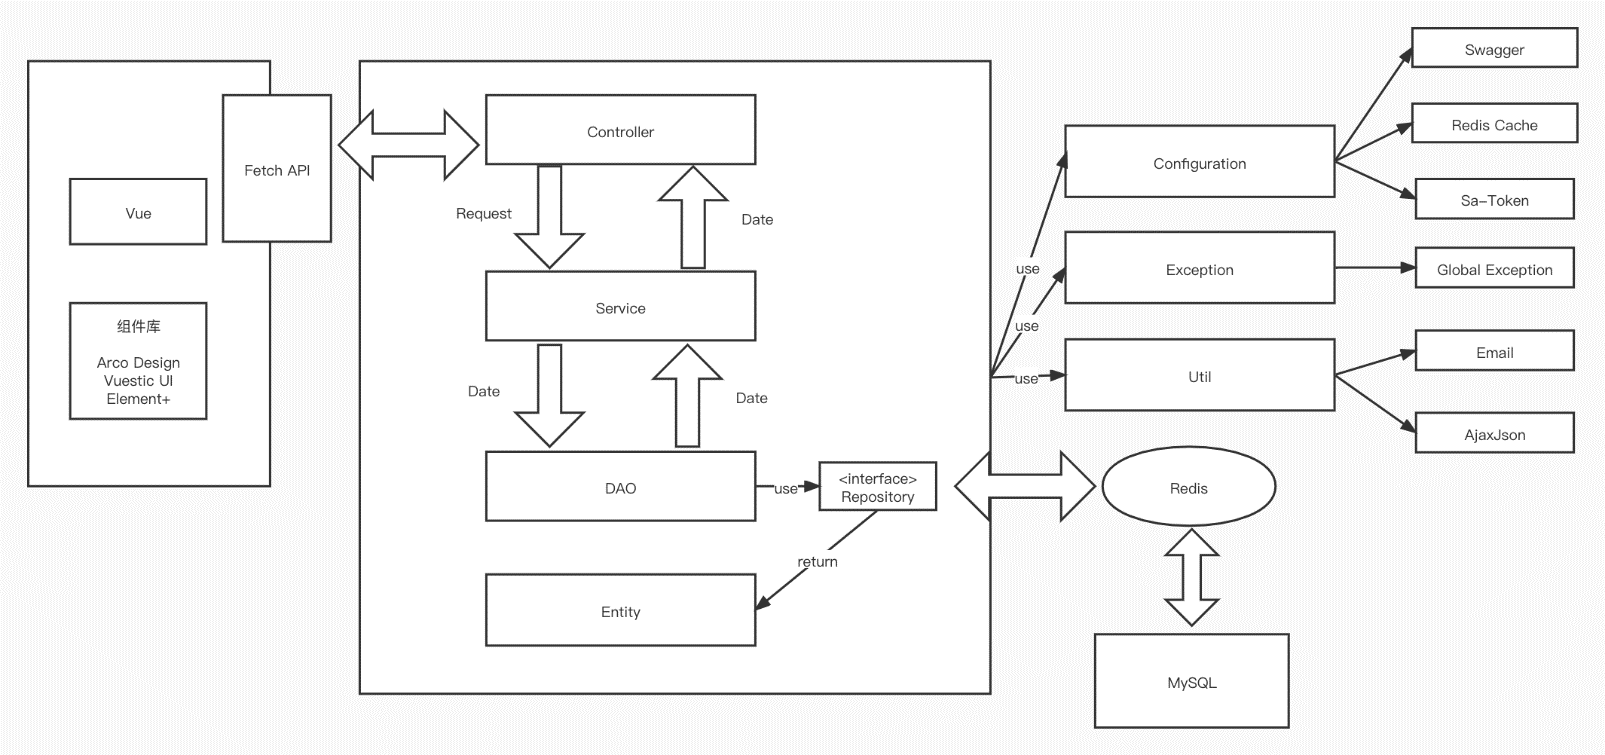 Fetch API
Vue
组件库
Arco Design
Vuestic UI
Element+
Controller
Request
Date
Service
Date
Date
DAO
use
<interface>
Repository
return
Entity
use
use
use
Configuration
Exception
Util
Swagger
Redis Cache
Sa-Token
Global Exception
Email
AjaxJson
Redis
MySQL